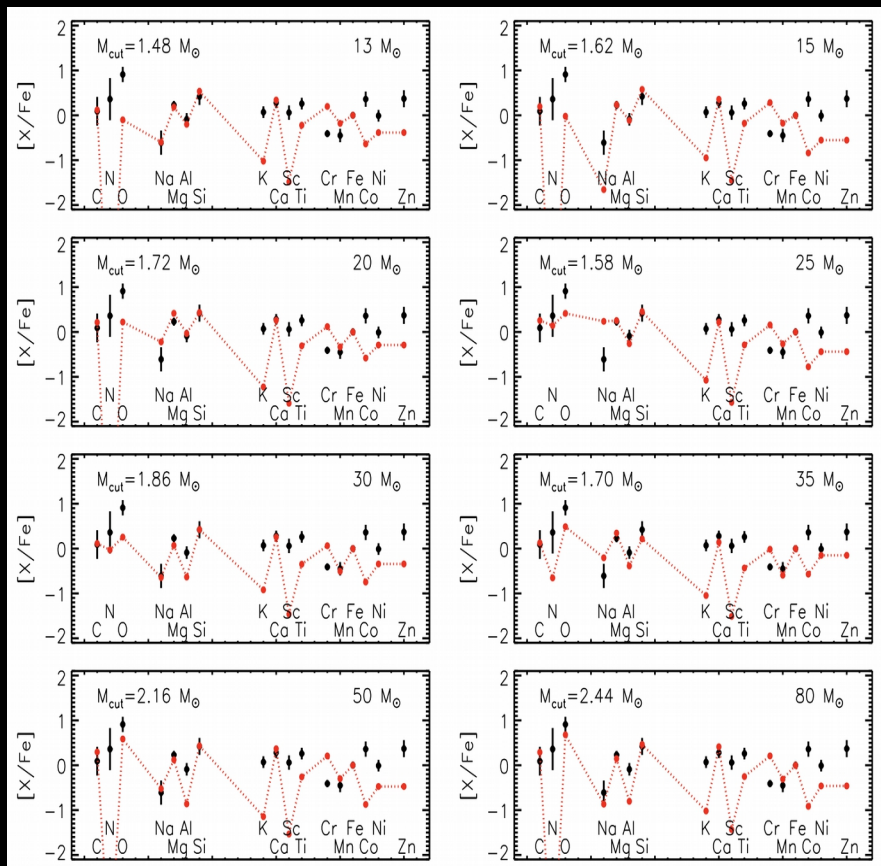 M_cut=1.48 M_⊙ 13 M_⊙
2
1
0
-1
-2
[X/Fe]
N Na Al K Sc Cr Fe Ni
C O Mg Si Ca Ti Mn Co Zn
M_cut=1.62 M_⊙ 15 M_⊙
2
1
0
-1
-2
[X/Fe]
N Na Al K Sc Cr Fe Ni
C O Mg Si Ca Ti Mn Co Zn
M_cut=1.72 M_⊙ 20 M_⊙
2
1
0
-1
-2
[X/Fe]
N Na Al K Sc Cr Fe Ni
C O Mg Si Ca Ti Mn Co Zn
M_cut=1.58 M_⊙ 25 M_⊙
2
1
0
-1
-2
[X/Fe]
N Na Al K Sc Cr Fe Ni
C O Mg Si Ca Ti Mn Co Zn
M_cut=1.86 M_⊙ 30 M_⊙
2
1
0
-1
-2
[X/Fe]
N Na Al K Sc Cr Fe Ni
C O Mg Si Ca Ti Mn Co Zn
M_cut=1.70 M_⊙ 35 M_⊙
2
1
0
-1
-2
[X/Fe]
N Na Al K Sc Cr Fe Ni
C O Mg Si Ca Ti Mn Co Zn
M_cut=2.16 M_⊙ 50 M_⊙
2
1
0
-1
-2
[X/Fe]
N Na Al K Sc Cr Fe Ni
C O Mg Si Ca Ti Mn Co Zn
M_cut=2.44 M_⊙ 80 M_⊙
2
1
0
-1
-2
[X/Fe]
N Na Al K Sc Cr Fe Ni
C O Mg Si Ca Ti Mn Co Zn